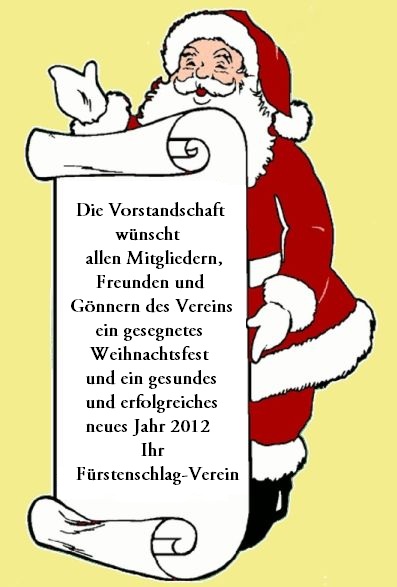 Die Vorstandschaft
wünscht
allen Mitgliedern,
Freunden und
Gönnern des Vereins
ein gesegnetes
Weihnachtsfest
und ein gesundes
und erfolgreiches
neues Jahr 2012
Ihr
Fürstenschlag-Verein